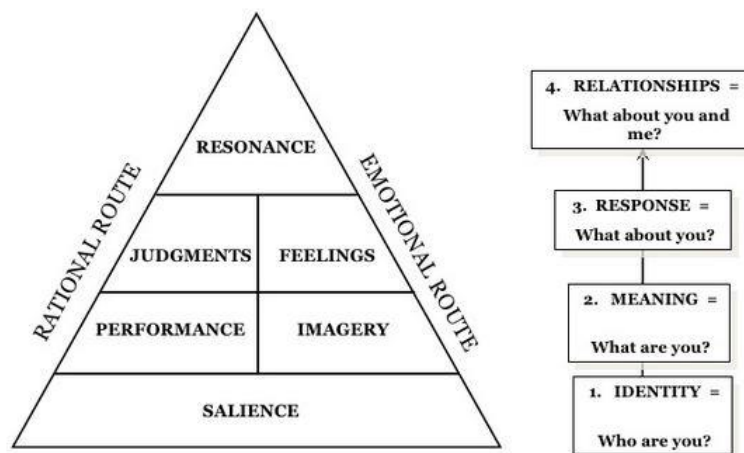 RESONANCE
RATIONAL ROUTE
EMOTIONAL ROUTE
JUDGMENTS
FEELINGS
PERFORMANCE
IMAGERY
SALIENCE
4. RELATIONSHIPS =
What about you and
me?
3. RESPONSE =
What about you?
2. MEANING =
What are you?
1. IDENTITY =
Who are you?